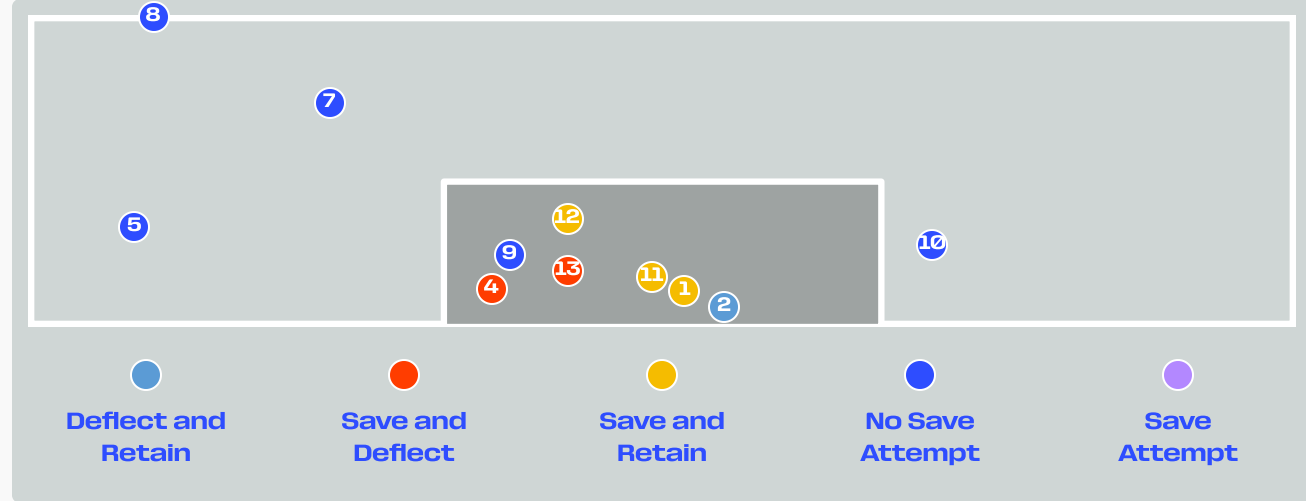 8
7
5
12
9
10
13
11
4
1
2
Deflect and
Retain
Save and
Deflect
Save and
Retain
No Save
Attempt
Save
Attempt